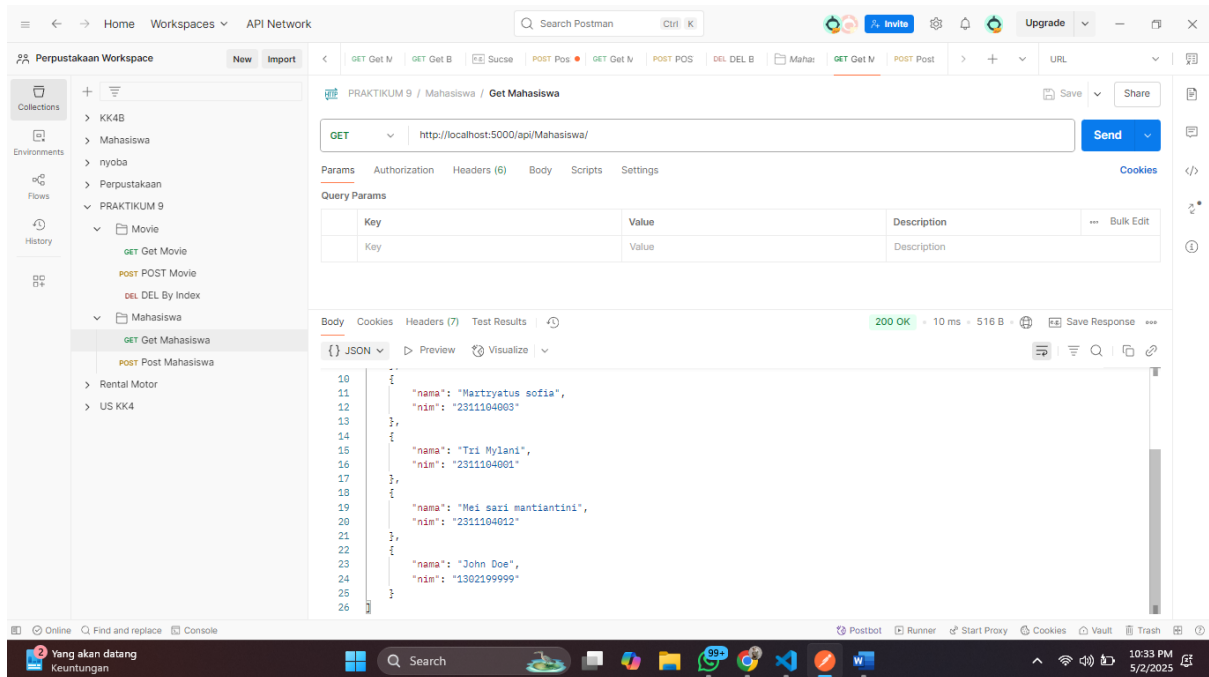 Home Workspaces API Network Search Postman Ctrl K Invite Upgrade
Perpustakaan Workspace New Import GET Get M GET Get B Sucse POST Pos GET Get M POST POS DEL DEL B Mahas GET Get M POST Post URL
Collections
Environments
Flows
History
KK4B
Mahasiswa
nyoba
Perpustakaan
PRAKTIKUM 9
Movie
GET Get Movie
POST POST Movie
DEL DEL By Index
Mahasiswa
GET Get Mahasiswa
POST Post Mahasiswa
Rental Motor
US KK4
PRAKTIKUM 9 / Mahasiswa / Get Mahasiswa Save Share
GET http://localhost:5000/api/Mahasiswa/ Send
Params Authorization Headers (6) Body Scripts Settings Cookies
Query Params
Key Value Description Bulk Edit
Key Value Description
Body Cookies Headers (7) Test Results 200 OK 10 ms 516 B Save Response
{} JSON Preview Visualize
10 {
11 "nama": "Martryatus sofia",
12 "nim": "2311104003"
13 },
14 {
15 "nama": "Tri Mylani",
16 "nim": "2311104001"
17 },
18 {
19 "nama": "Mei sari mantiantini",
20 "nim": "2311104012"
21 },
22 {
23 "nama": "John Doe",
24 "nim": "1302199999"
25 }
26 ]
Online Find and replace Console Postbot Runner Start Proxy Cookies Vault Trash
2 Yang akan datang
Keuntungan
Search
99+
10:33 PM
5/2/2025